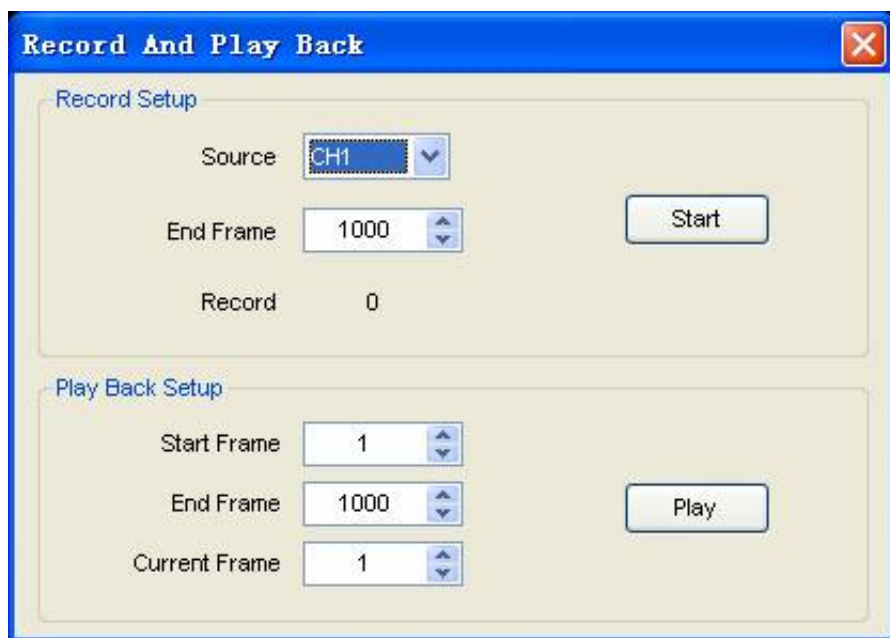 Record And Play Back
Record Setup
Source CH1
End Frame 1000
Start
Record 0
Play Back Setup
Start Frame 1
End Frame 1000
Play
Current Frame 1